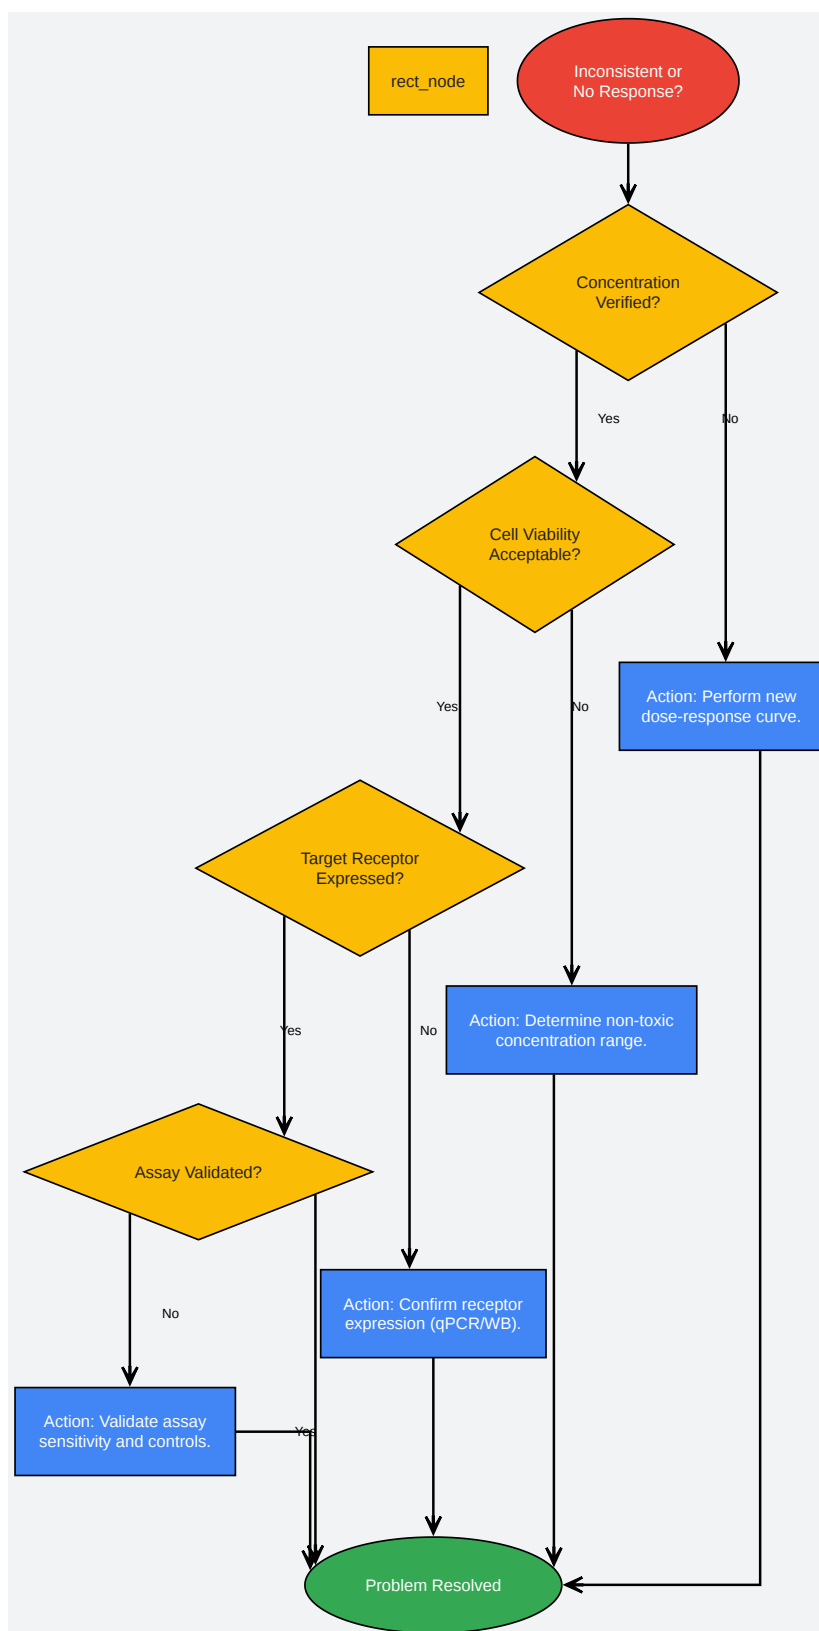 rect_node
Inconsistent or
No Response?
Concentration
Verified?
Yes
No
Cell Viability
Acceptable?
Yes
No
Action: Perform new
dose-response curve.
Target Receptor
Expressed?
Yes
No
Action: Determine non-toxic
concentration range.
Assay Validated?
No
Action: Confirm receptor
expression (qPCR/WB).
Action: Validate assay
sensitivity and controls.
Yes
Problem Resolved